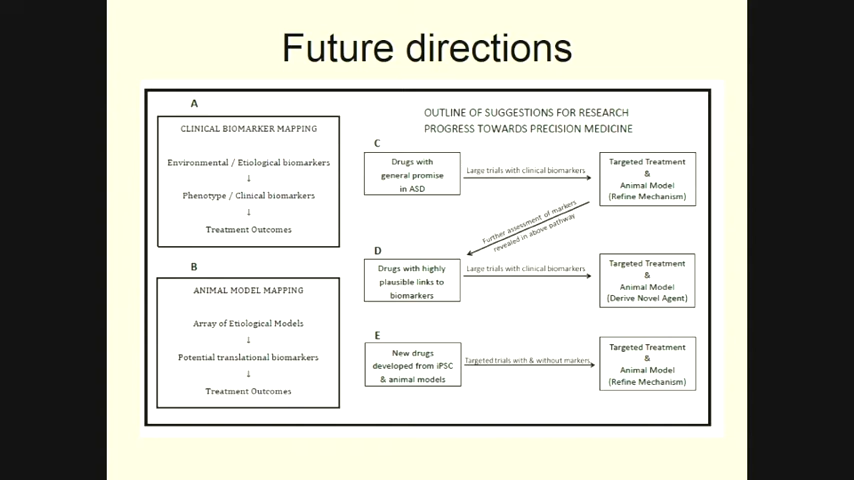 Future directions
A
CLINICAL BIOMARKER MAPPING
Environmental / Etiological biomarkers
↓
Phenotype / Clinical biomarkers
↓
Treatment Outcomes
B
ANIMAL MODEL MAPPING
Array of Etiological Models
↓
Potential translational biomarkers
↓
Treatment Outcomes
OUTLINE OF SUGGESTIONS FOR RESEARCH
PROGRESS TOWARDS PRECISION MEDICINE
C
Drugs with
general promise
in ASD
Large trials with clinical biomarkers
Targeted Treatment
&
Animal Model
(Refine Mechanism)
Further assessment of markers
revealed in above pathway
D
Drugs with highly
plausible links to
biomarkers
Large trials with clinical biomarkers
Targeted Treatment
&
Animal Model
(Derive Novel Agent)
E
New drugs
developed from iPSC
& animal models
Targeted trials with & without markers
Targeted Treatment
&
Animal Model
(Refine Mechanism)